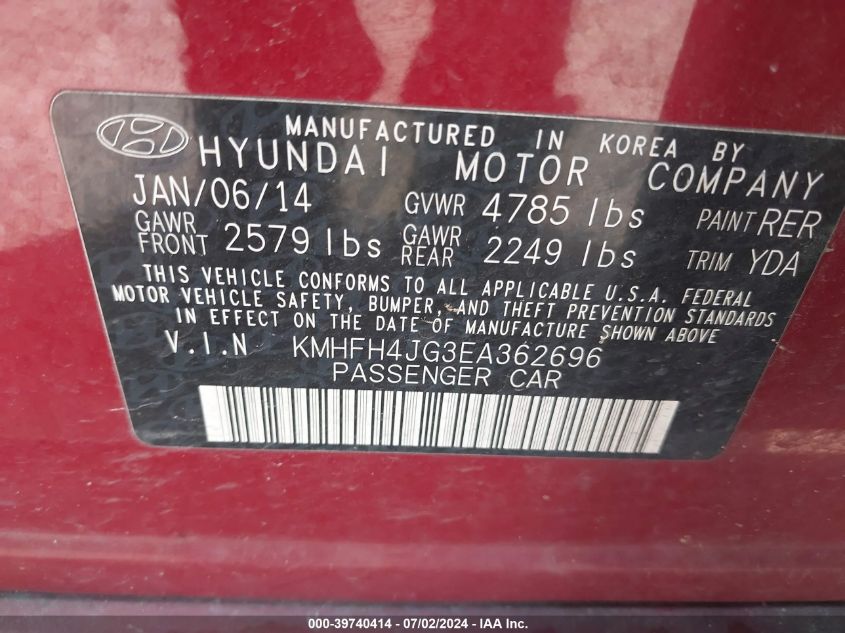 MANUFACTURED IN KOREA BY
HYUNDAI MOTOR COMPANY
JAN/06/14 GVWR 4785 lbs PAINT RER
GAWR FRONT 2579 lbs GAWR REAR 2249 lbs TRIM YDA
THIS VEHICLE CONFORMS TO ALL APPLICABLE U.S.A. FEDERAL
MOTOR VEHICLE SAFETY, BUMPER, AND THEFT PREVENTION STANDARDS
IN EFFECT ON THE DATE OF MANUFACTURE SHOWN ABOVE
V.I.N KMHFH4JG3EA362696
PASSENGER CAR
000-39740414 - 07/02/2024 - IAA Inc.